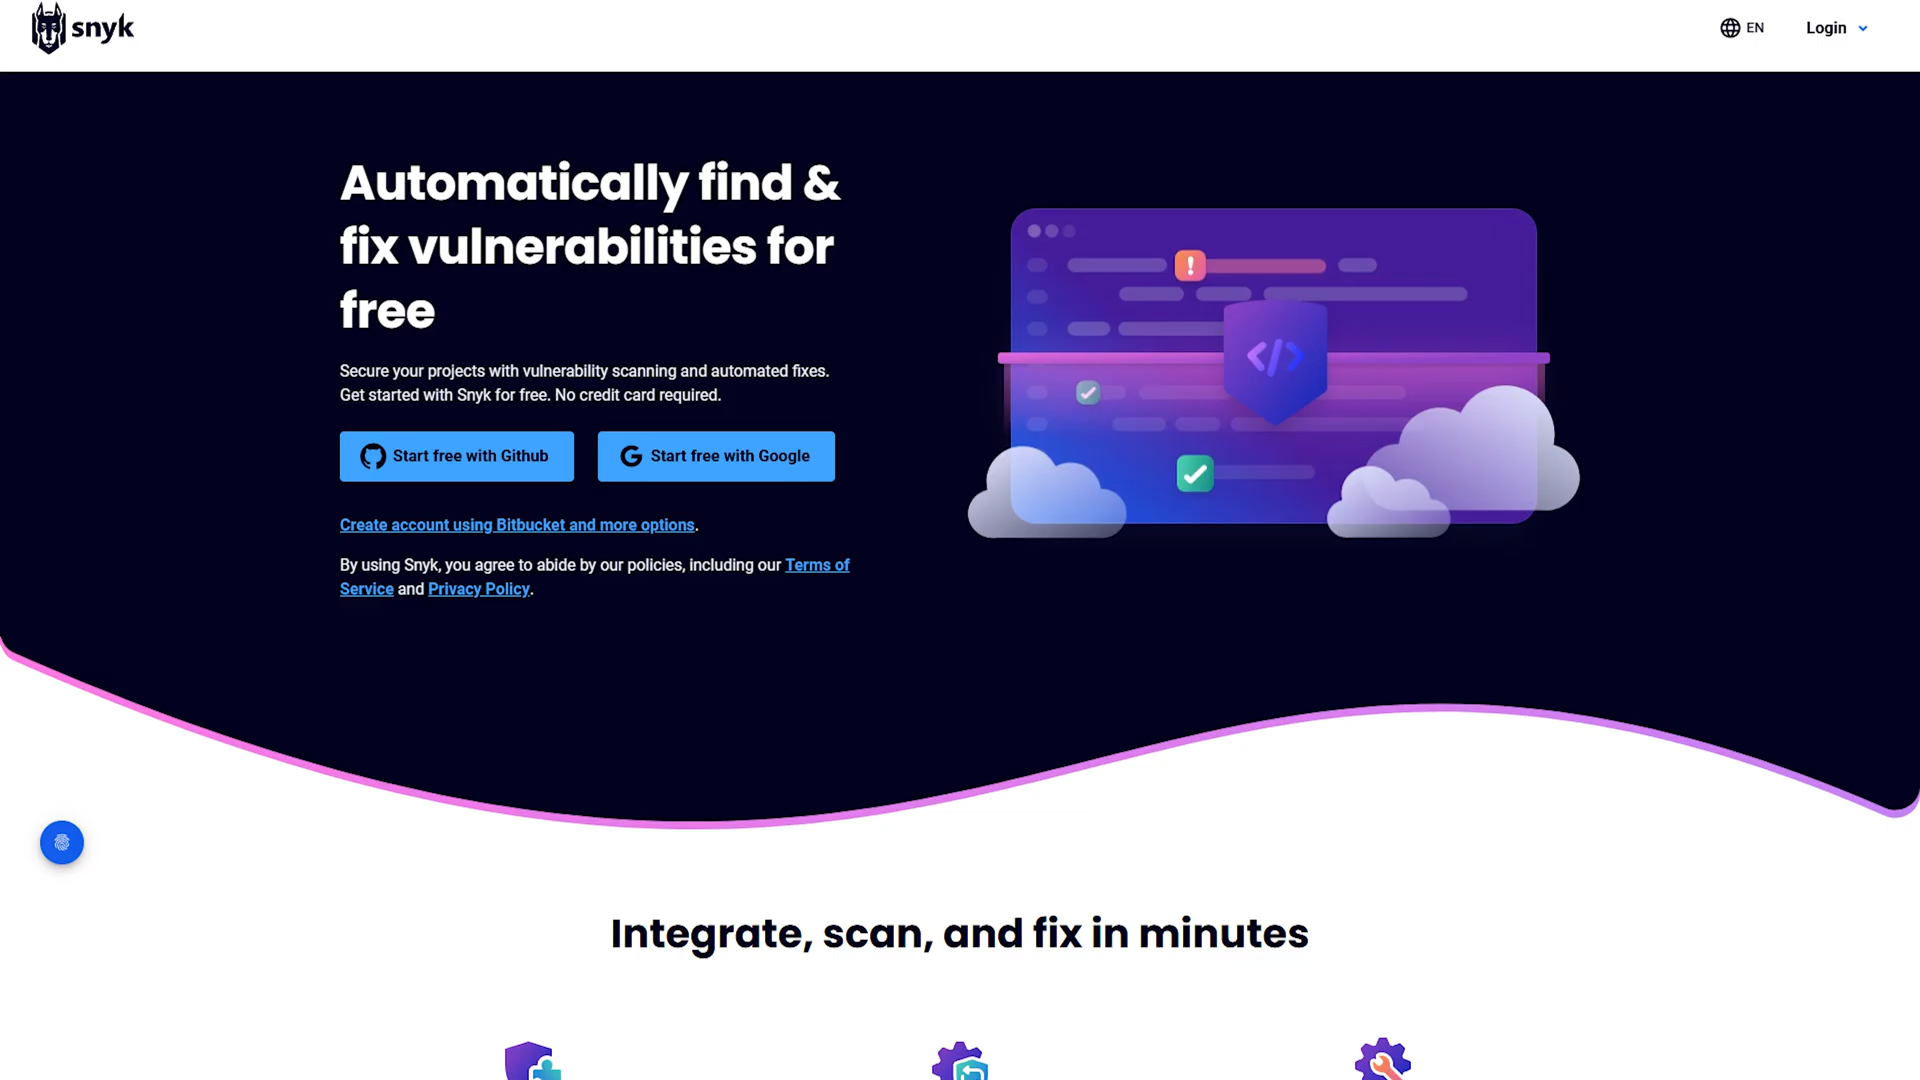 snyk
EN
Login
Automatically find &
fix vulnerabilities for
free
Secure your projects with vulnerability scanning and automated fixes.
Get started with Snyk for free. No credit card required.
Start free with Github
Start free with Google
Create account using Bitbucket and more options.
By using Snyk, you agree to abide by our policies, including our Terms of
Service and Privacy Policy.
Integrate, scan, and fix in minutes